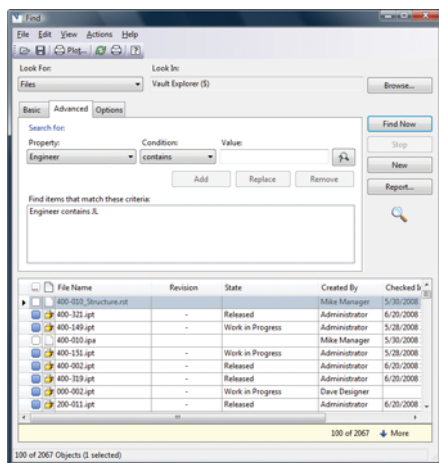 Find
File Edit View Actions Help
Plot...
Look For: Look In:
Files Vault Explorer ($) Browse...
Basic Advanced Options
Find Now
Search for:
Property: Condition: Value:
Stop
Engineer contains
New
Add Replace Remove
Report...
Find items that match these criteria:
Engineer contains JL
File Name Revision State Created By Checked In
400-010_Structure.rst Mike Manager 5/30/2008
400-321.ipt - Released Administrator 6/20/2008
400-149.ipt - Work in Progress Administrator 5/28/2008
400-010.ipa Mike Manager 5/30/2008
400-151.ipt - Work in Progress Administrator 5/28/2008
400-002.ipt - Released Administrator 6/20/2008
400-319.ipt - Released Administrator 6/20/2008
000-002.ipt - Work in Progress Dave Designer
200-011.ipt - Released Administrator 6/20/2008
100 of 2067 More
100 of 2067 Objects (1 selected)